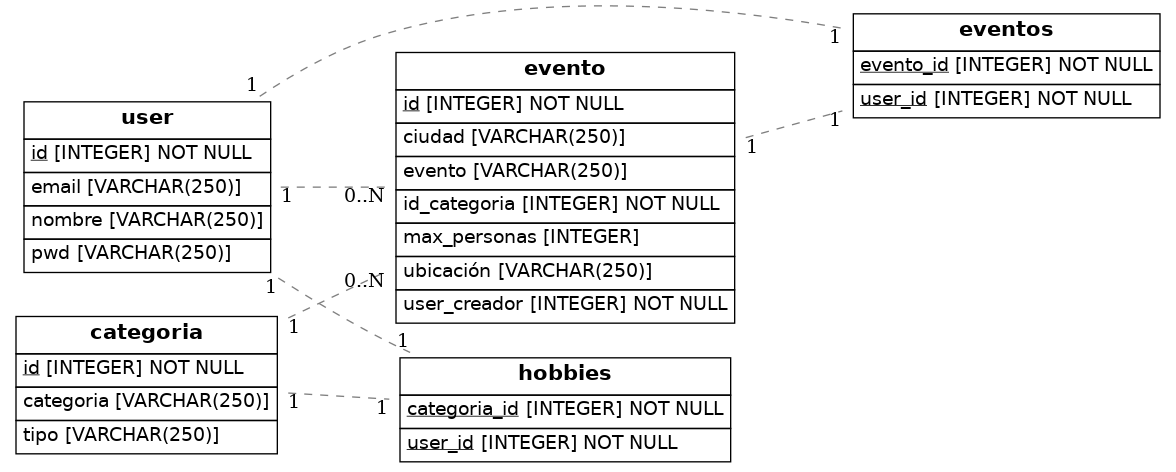 user
id [INTEGER] NOT NULL
email [VARCHAR(250)]
nombre [VARCHAR(250)]
pwd [VARCHAR(250)]
categoria
id [INTEGER] NOT NULL
categoria [VARCHAR(250)]
tipo [VARCHAR(250)]
evento
id [INTEGER] NOT NULL
ciudad [VARCHAR(250)]
evento [VARCHAR(250)]
id_categoria [INTEGER] NOT NULL
max_personas [INTEGER]
ubicación [VARCHAR(250)]
user_creador [INTEGER] NOT NULL
hobbies
categoria_id [INTEGER] NOT NULL
user_id [INTEGER] NOT NULL
eventos
evento_id [INTEGER] NOT NULL
user_id [INTEGER] NOT NULL
1
1
1
0..N
1
1
1
0..N
1
1
1
1